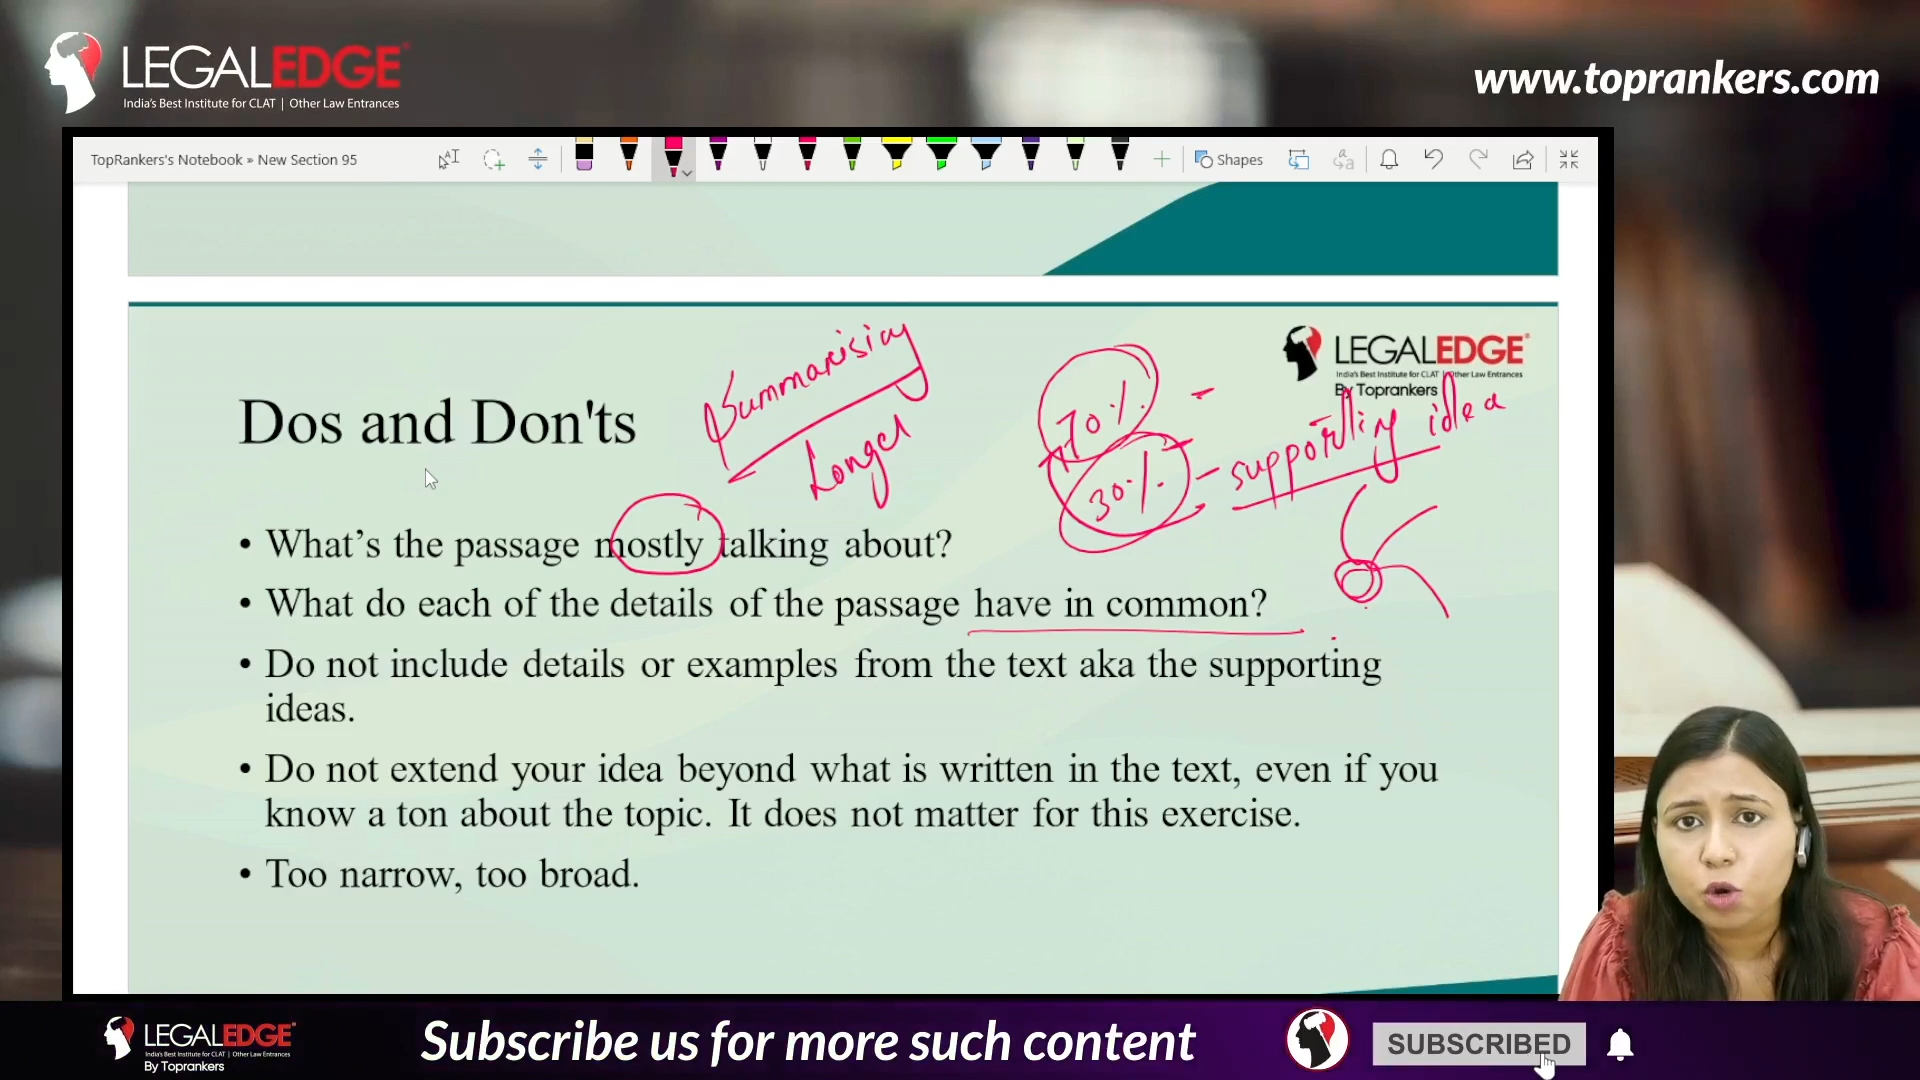 LEGALEDGE
India's Best Institute for CLAT | Other Law Entrances
www.toprankers.com
TopRankers's Notebook » New Section 95
Shapes
LEGALEDGE
India's Best Institute for CLAT | Other Law Entrances
By Toprankers
Summarising
Longer
70%. -
30%. - supporting idea
Dos and Don'ts
• What's the passage mostly talking about?
• What do each of the details of the passage have in common?
• Do not include details or examples from the text aka the supporting
ideas.
• Do not extend your idea beyond what is written in the text, even if you
know a ton about the topic. It does not matter for this exercise.
• Too narrow, too broad.
LEGALEDGE
India's Best Institute for CLAT | Other Law Entrances
By Toprankers
Subscribe us for more such content
SUBSCRIBED